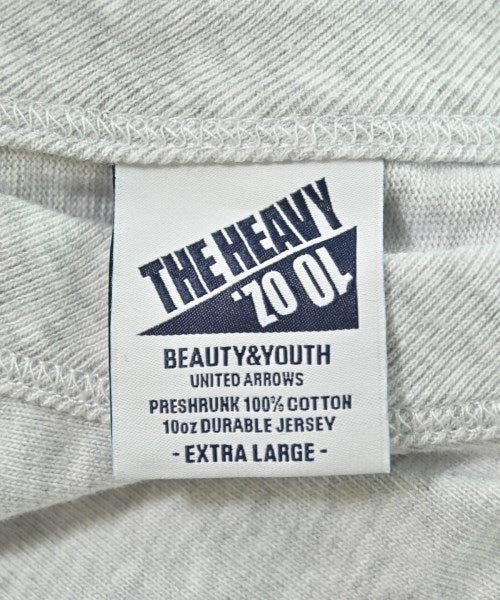 THE HEAVY
10 OZ.
BEAUTY&YOUTH
UNITED ARROWS
PRESHRUNK 100% COTTON
10oz DURABLE JERSEY
- EXTRA LARGE -